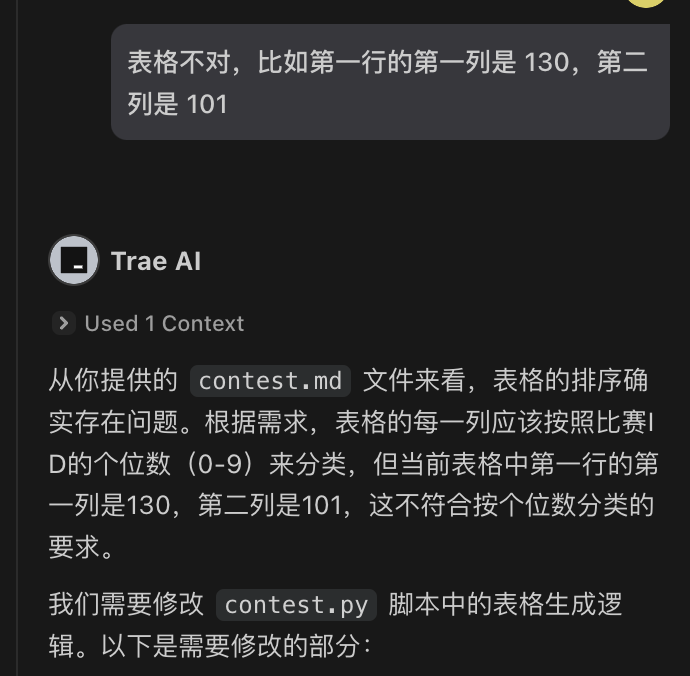 表格不对，比如第一行的第一列是 130，第二
列是 101
Trae AI
Used 1 Context
从你提供的 contest.md 文件来看，表格的排序确
实存在问题。根据需求，表格的每一列应该按照比赛I
D的个位数（0-9）来分类，但当前表格中第一行的第
一列是130，第二列是101，这不符合按个位数分类的
要求。
我们需要修改 contest.py 脚本中的表格生成逻
辑。以下是需要修改的部分：